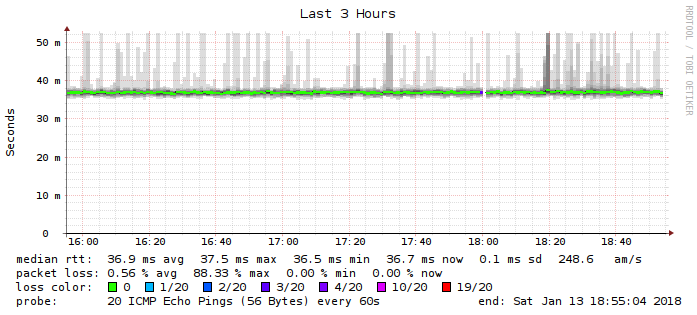 Last 3 Hours
RRDTOOL / TOBI OETIKER
Seconds
50 m
40 m
30 m
20 m
10 m
0
16:00 16:20 16:40 17:00 17:20 17:40 18:00 18:20 18:40
median rtt: 36.9 ms avg 37.5 ms max 36.5 ms min 36.7 ms now 0.1 ms sd 248.6 am/s
packet loss: 0.56 % avg 88.33 % max 0.00 % min 0.00 % now
loss color: 0 1/20 2/20 3/20 4/20 10/20 19/20
probe: 20 ICMP Echo Pings (56 Bytes) every 60s end: Sat Jan 13 18:55:04 2018